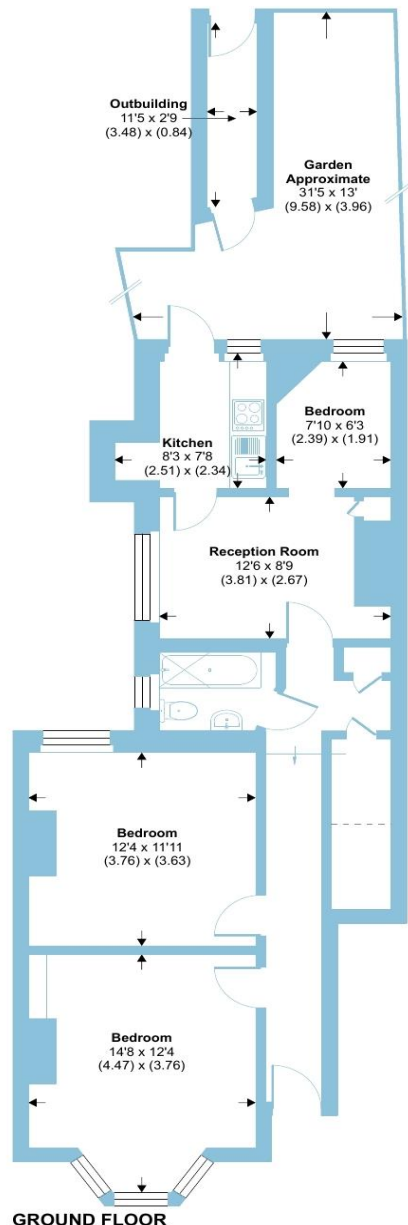 Outbuilding
11'5 x 2'9
(3.48) x (0.84)
Garden
Approximate
31'5 x 13'
(9.58) x (3.96)
Bedroom
7'10 x 6'3
(2.39) x (1.91)
Kitchen
8'3 x 7'8
(2.51) x (2.34)
Reception Room
12'6 x 8'9
(3.81) x (2.67)
Bedroom
12'4 x 11'11
(3.76) x (3.63)
Bedroom
14'8 x 12'4
(4.47) x (3.76)
GROUND FLOOR